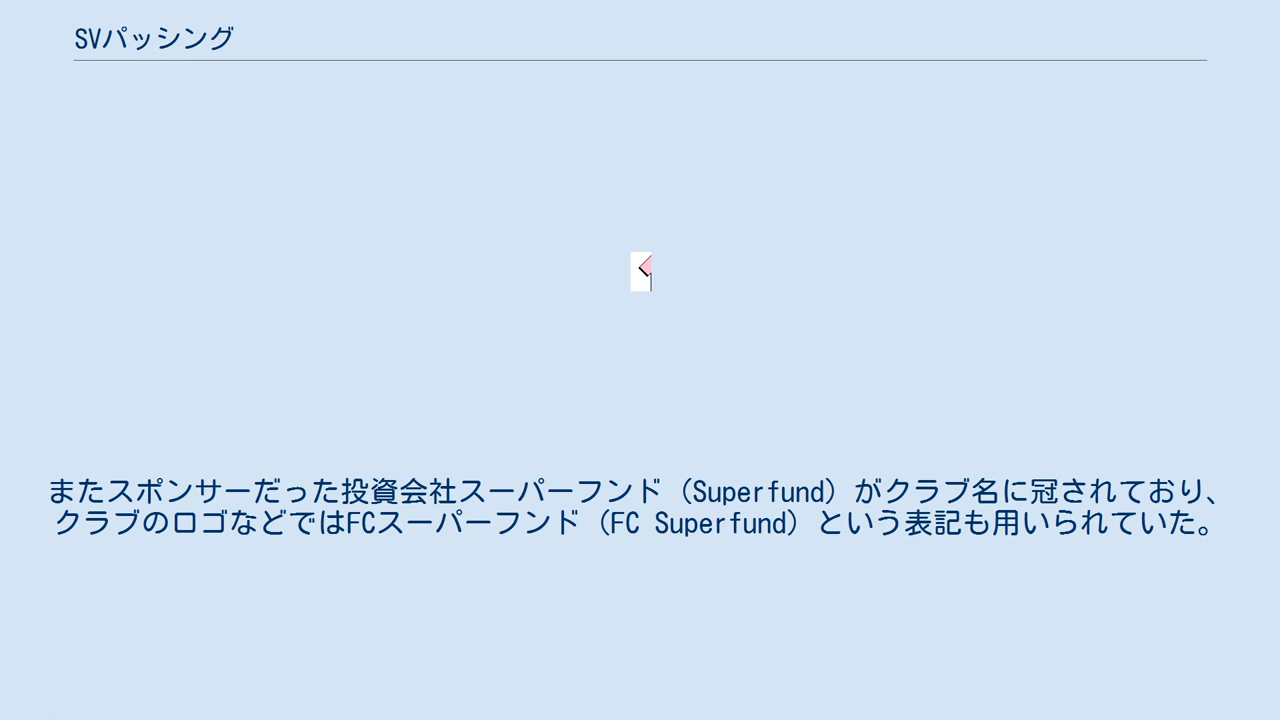 SVパッシング
またスポンサーだった投資会社スーパーフンド（Superfund）がクラブ名に冠されており、
クラブのロゴなどではFCスーパーフンド（FC Superfund）という表記も用いられていた。